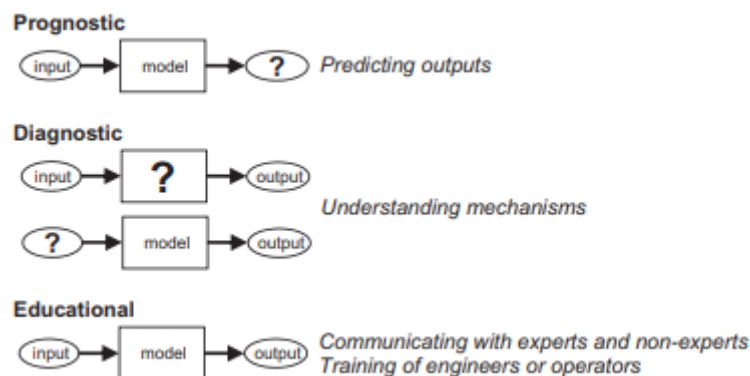 Prognostic
input model ? Predicting outputs
Diagnostic
input ? output
Understanding mechanisms
? model output
Educational
input model output Communicating with experts and non-experts
Training of engineers or operators